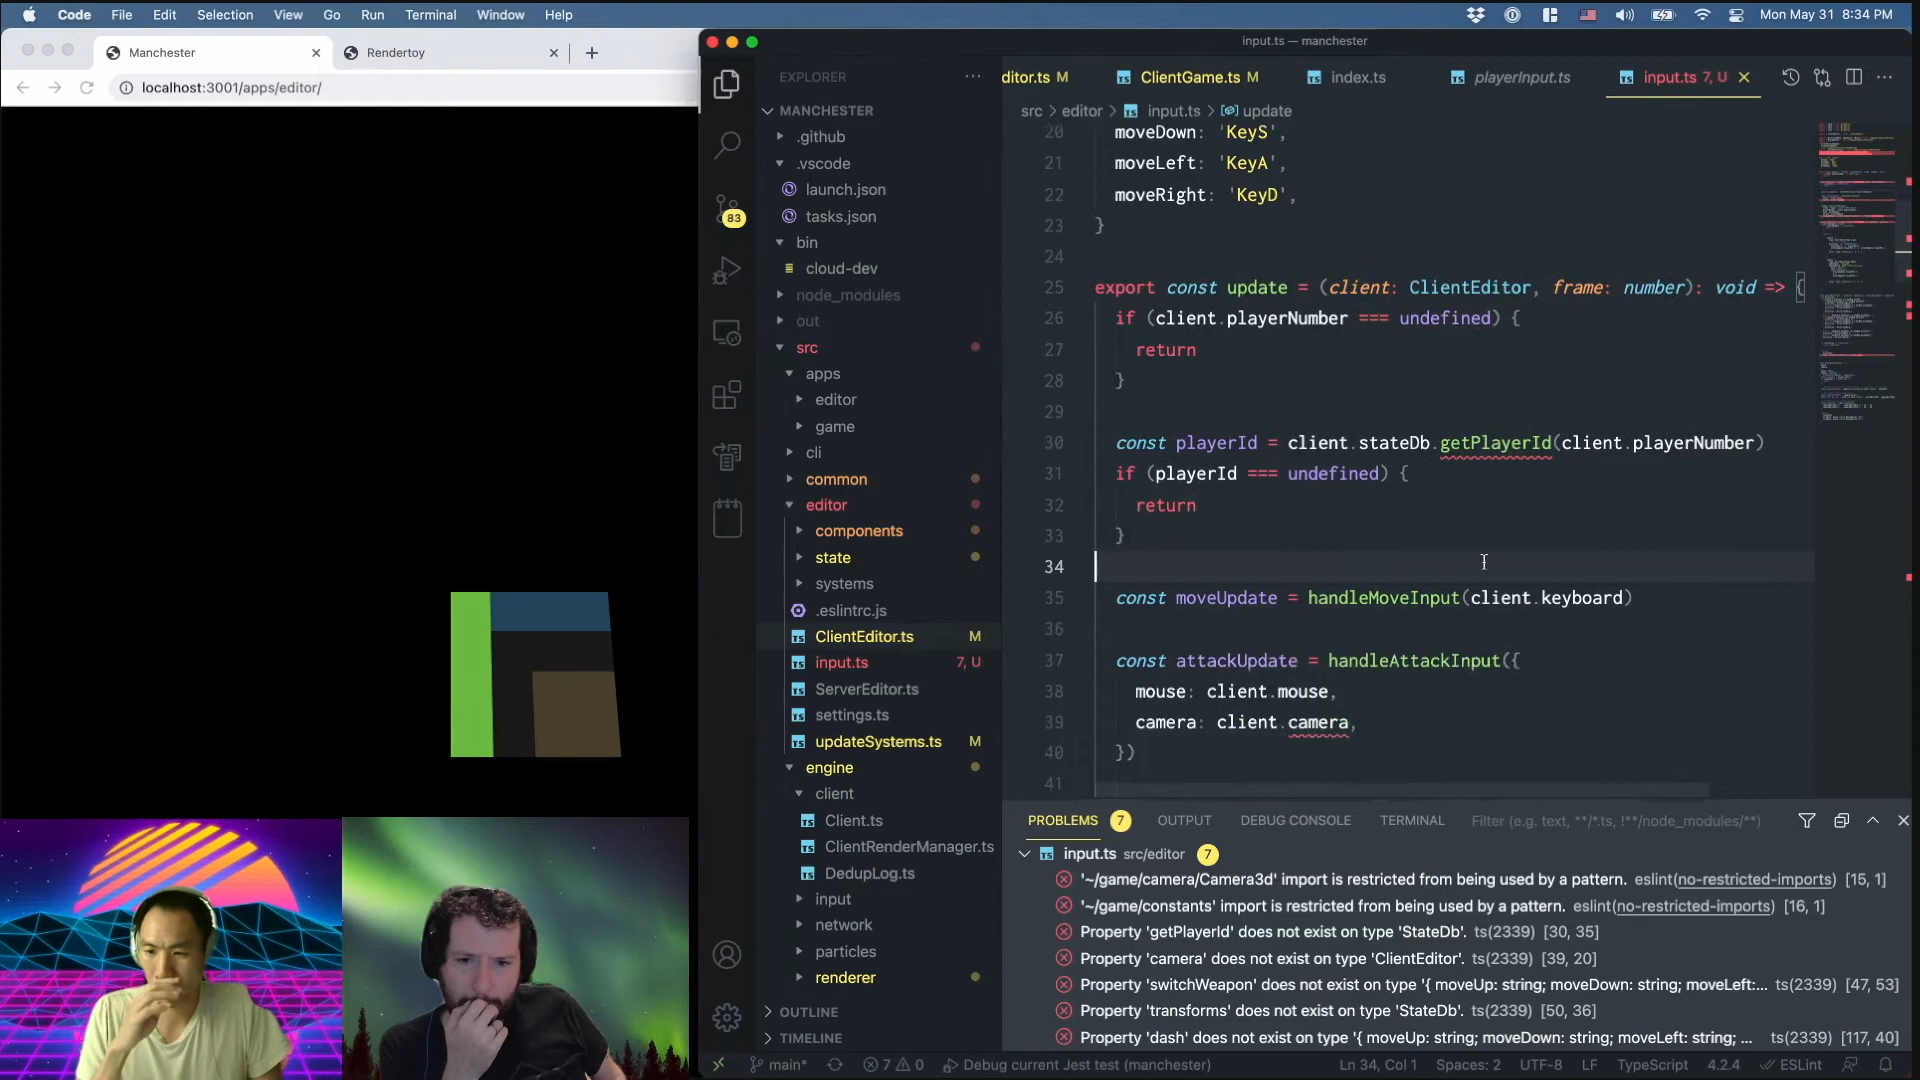 Code File Edit Selection View Go Run Terminal Window Help Mon May 31 8:34 PM
Manchester
Rendertoy
localhost:3001/apps/editor/
input.ts — manchester
EXPLORER
MANCHESTER
.github
.vscode
launch.json
tasks.json
83
bin
cloud-dev
node_modules
out
src
apps
editor
game
cli
common
editor
components
state
systems
.eslintrc.js
ClientEditor.ts M
input.ts 7, U
ServerEditor.ts
settings.ts
updateSystems.ts M
engine
client
Client.ts
ClientRenderManager.ts
DedupLog.ts
input
network
particles
renderer
OUTLINE
TIMELINE
ditor.ts M
ClientGame.ts M
index.ts
playerInput.ts
input.ts 7, U
src > editor > input.ts > update
20 moveDown: 'KeyS',
21 moveLeft: 'KeyA',
22 moveRight: 'KeyD',
23 }
24
25 export const update = (client: ClientEditor, frame: number): void => {
26 if (client.playerNumber === undefined) {
27 return
28 }
29
30 const playerId = client.stateDb.getPlayerId(client.playerNumber)
31 if (playerId === undefined) {
32 return
33 }
34
35 const moveUpdate = handleMoveInput(client.keyboard)
36
37 const attackUpdate = handleAttackInput({
38 mouse: client.mouse,
39 camera: client.camera,
40 })
41
PROBLEMS 7 OUTPUT DEBUG CONSOLE TERMINAL Filter (e.g. text, **/*.ts, !**/node_modules/**)
input.ts src/editor 7
'~/game/camera/Camera3d' import is restricted from being used by a pattern. eslint(no-restricted-imports) [15, 1]
'~/game/constants' import is restricted from being used by a pattern. eslint(no-restricted-imports) [16, 1]
Property 'getPlayerId' does not exist on type 'StateDb'. ts(2339) [30, 35]
Property 'camera' does not exist on type 'ClientEditor'. ts(2339) [39, 20]
Property 'switchWeapon' does not exist on type '{ moveUp: string; moveDown: string; moveLeft:... ts(2339) [47, 53]
Property 'transforms' does not exist on type 'StateDb'. ts(2339) [50, 36]
Property 'dash' does not exist on type '{ moveUp: string; moveDown: string; moveLeft: string; ... ts(2339) [117, 40]
main* 7 0 Debug current Jest test (manchester) Ln 34, Col 1 Spaces: 2 UTF-8 LF TypeScript 4.2.4 ESLint